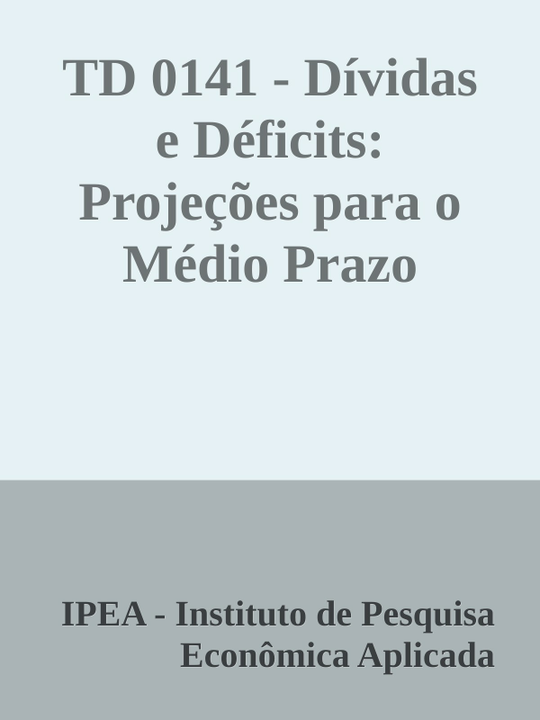 TD 0141 - Dívidas
e Déficits:
Projeções para o
Médio Prazo
IPEA - Instituto de Pesquisa
Econômica Aplicada